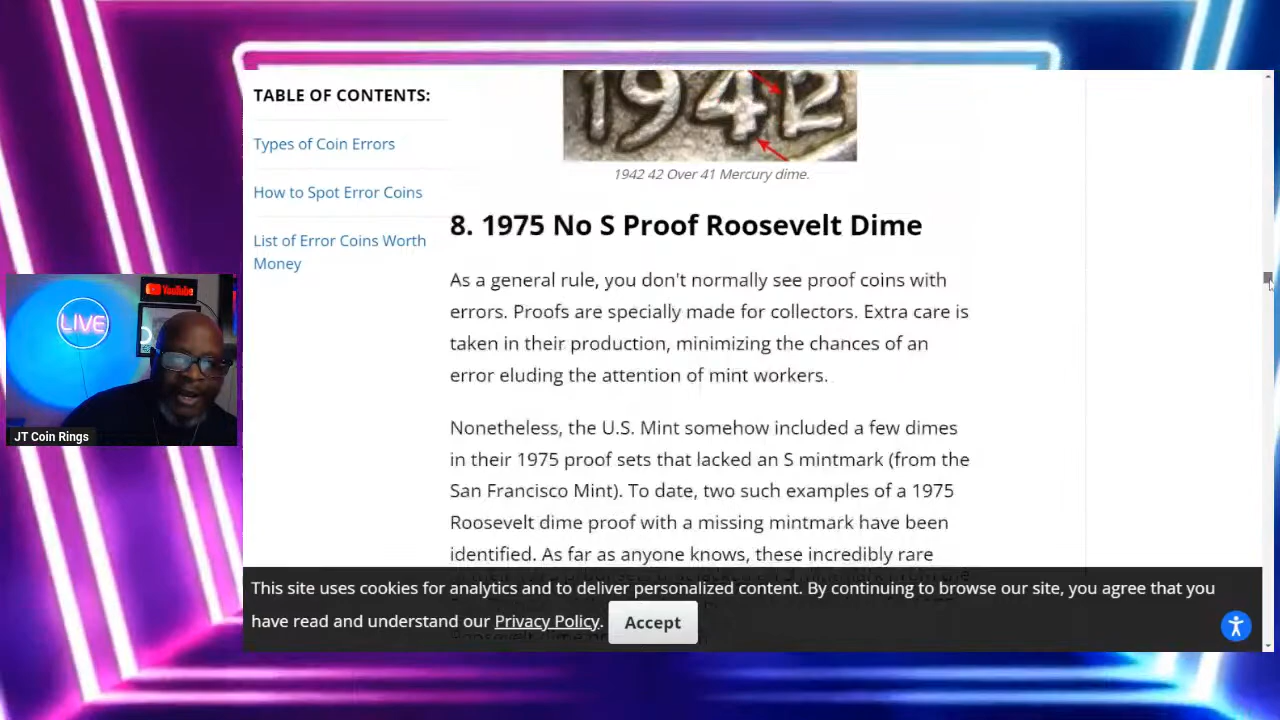 TABLE OF CONTENTS:
Types of Coin Errors
How to Spot Error Coins
List of Error Coins Worth
Money
1942
1942 42 Over 41 Mercury dime.
8. 1975 No S Proof Roosevelt Dime
As a general rule, you don't normally see proof coins with
errors. Proofs are specially made for collectors. Extra care is
taken in their production, minimizing the chances of an
error eluding the attention of mint workers.
Nonetheless, the U.S. Mint somehow included a few dimes
in their 1975 proof sets that lacked an S mintmark (from the
San Francisco Mint). To date, two such examples of a 1975
Roosevelt dime proof with a missing mintmark have been
identified. As far as anyone knows, these incredibly rare
This site uses cookies for analytics and to deliver personalized content. By continuing to browse our site, you agree that you
have read and understand our Privacy Policy. Accept
YouTube
LIVE
JT Coin Rings